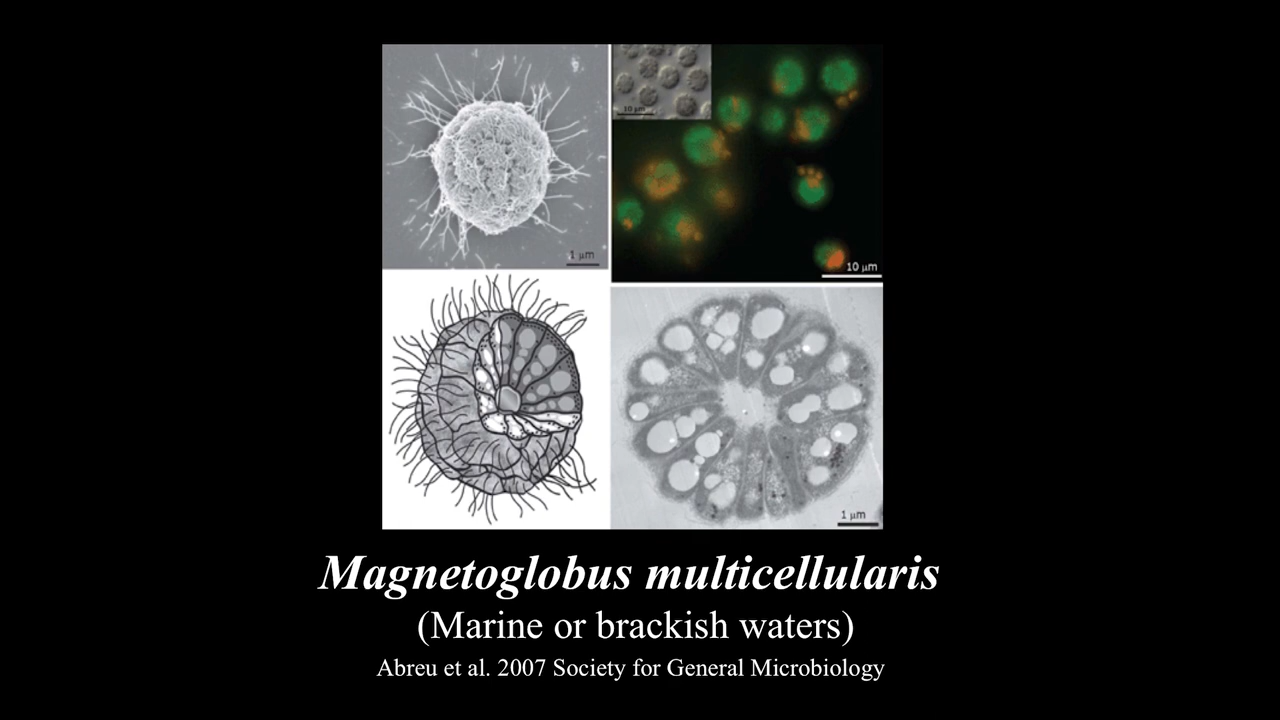 10 μm
1 μm
10 μm
1 μm
Magnetoglobus multicellularis
(Marine or brackish waters)
Abreu et al. 2007 Society for General Microbiology